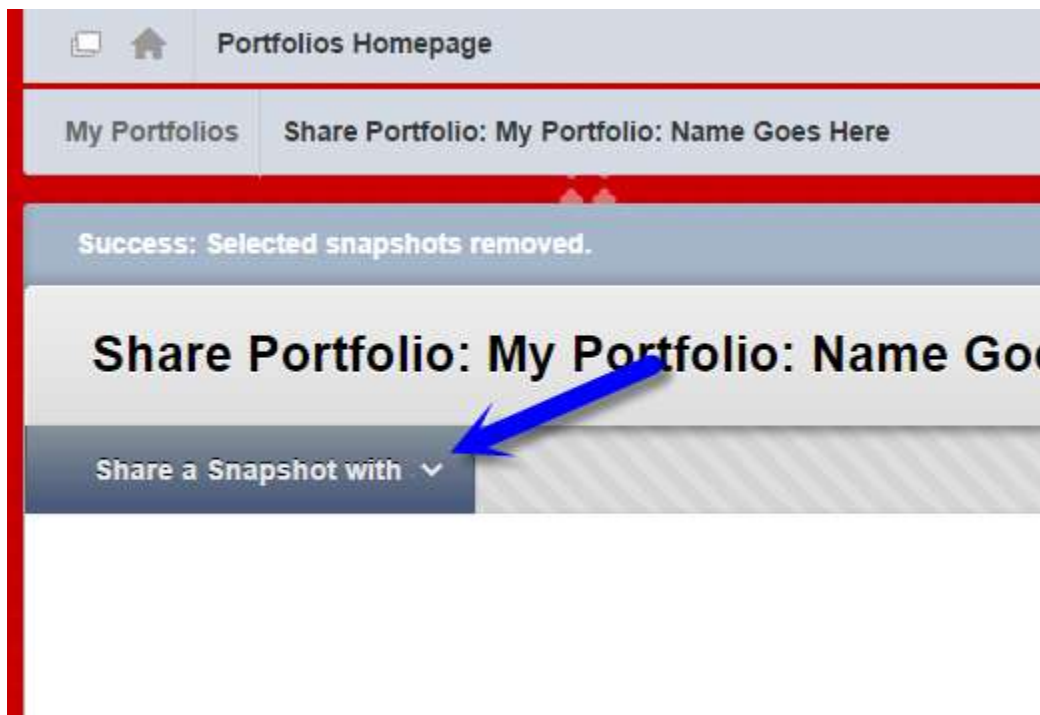 Portfolios Homepage
My Portfolios Share Portfolio: My Portfolio: Name Goes Here
Success: Selected snapshots removed.
Share Portfolio: My Portfolio: Name
Share a Snapshot with